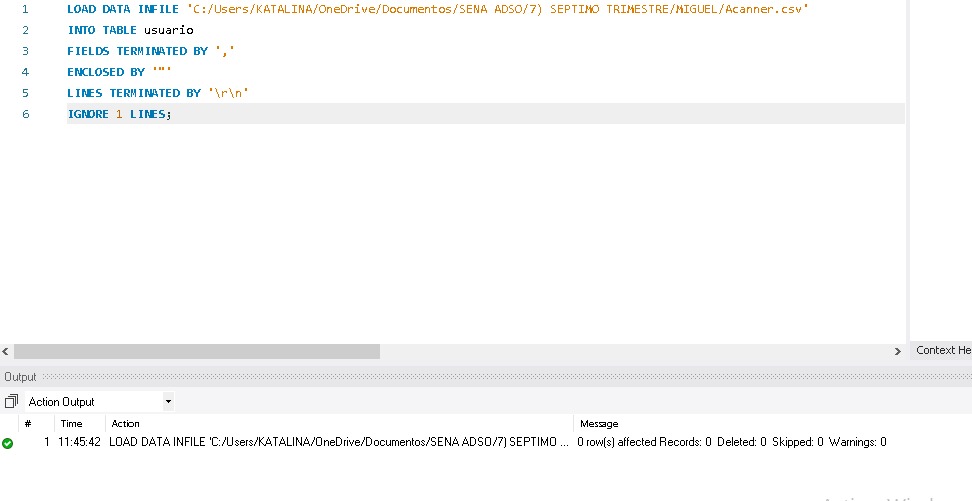 1 LOAD DATA INFILE 'C:/Users/KATALINA/OneDrive/Documentos/SENA ADSO/7) SEPTIMO TRIMESTRE/MIGUEL/Acanner.csv'
2 INTO TABLE usuario
3 FIELDS TERMINATED BY ','
4 ENCLOSED BY '"'
5 LINES TERMINATED BY '\r\n'
6 IGNORE 1 LINES;
Context He
Output
Action Output
# Time Action Message
1 11:45:42 LOAD DATA INFILE 'C:/Users/KATALINA/OneDrive/Documentos/SENA ADSO/7) SEPTIMO ... 0 row(s) affected Records: 0 Deleted: 0 Skipped: 0 Warnings: 0